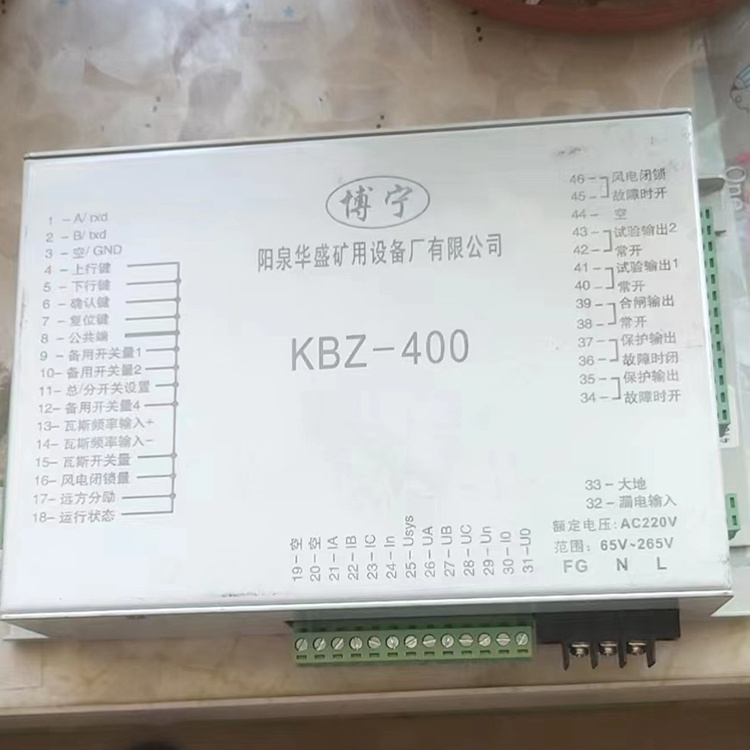 博宁
阳泉华盛矿用设备厂有限公司
KBZ-400
1 - A/ rxd
2 - B/ txd
3 - 空/ GND
4 - 上行键
5 - 下行键
6 - 确认键
7 - 复位键
8 - 公共端
9 - 备用开关量1
10- 备用开关量2
11- 总/分开关设置
12- 备用开关量4
13- 瓦斯频率输入+
14- 瓦斯频率输入-
15- 瓦斯开关量
16- 风电闭锁量
17- 远方分励
18- 运行状态
19-空
20-空
21-IA
22-IB
23-IC
24-In
25-Usys
26-UA
27-UB
28-UC
29-Un
30-I0
31-U0
46- 风电闭锁
45- 故障时开
44- 空
43- 试验输出2
42- 常开
41- 试验输出1
40- 常开
39- 合闸输出
38- 常开
37- 保护输出
36- 故障时闭
35- 保护输出
34- 故障时开
33-大地
32-漏电输入
额定电压：AC220V
范围：65V~265V
FG N L
One